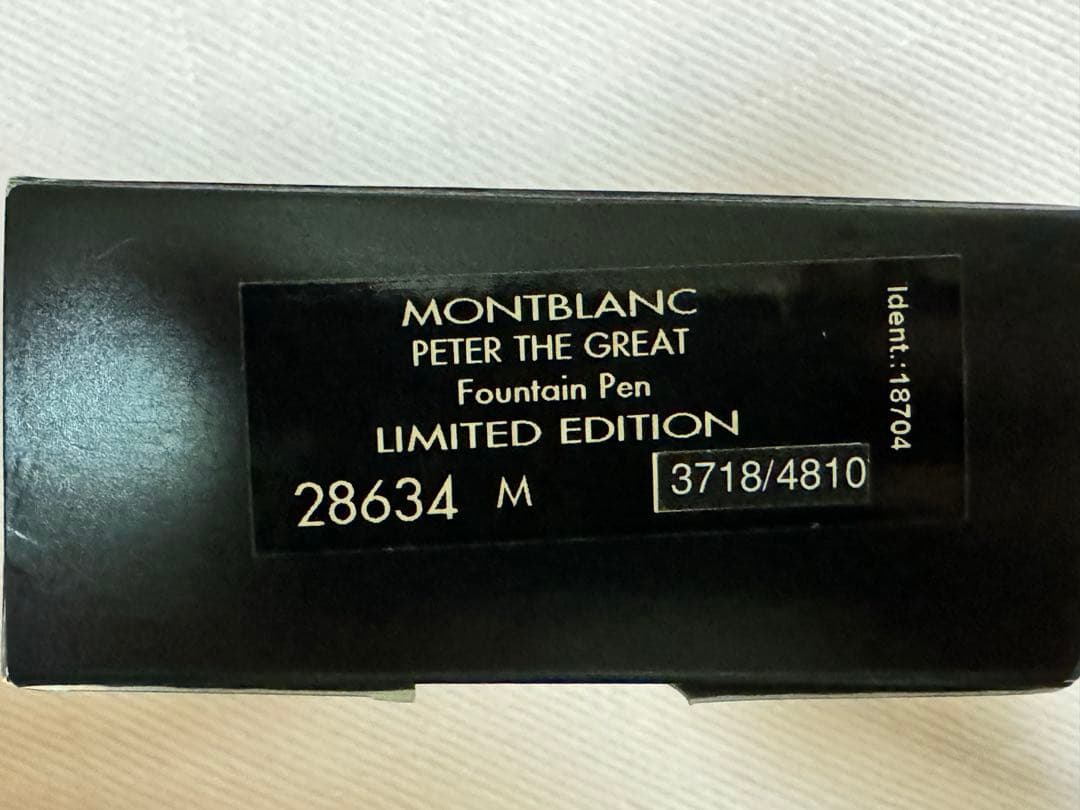 MONTBLANC
PETER THE GREAT
Fountain Pen
LIMITED EDITION
28634 M
3718/4810
Ident.:18704